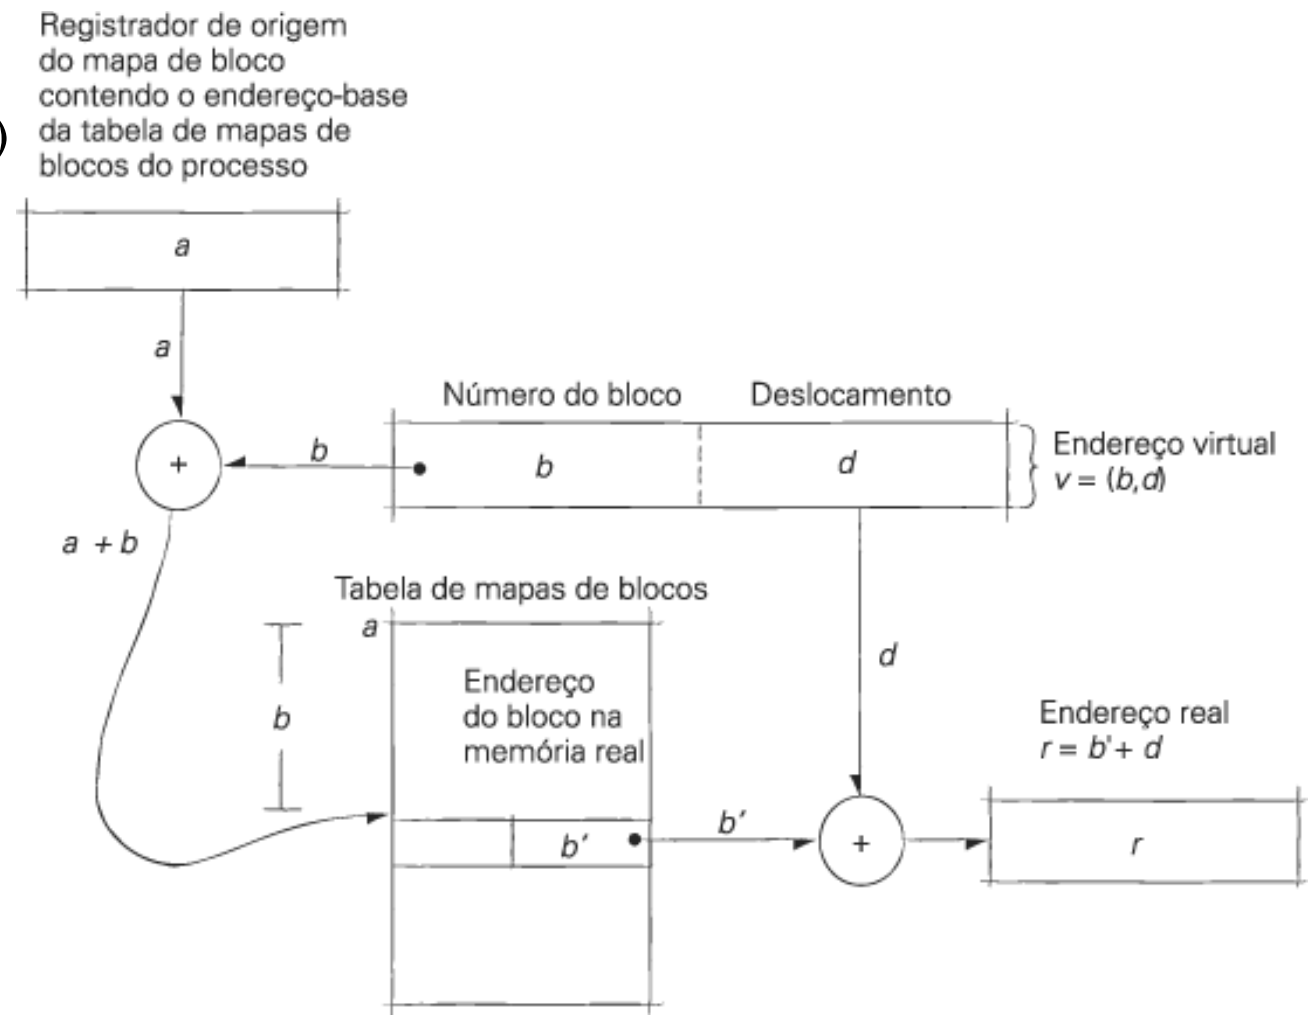 Registrador de origem
do mapa de bloco
contendo o endereço-base
) da tabela de mapas de
blocos do processo
a
a
Número do bloco Deslocamento
+ b b d
Endereço virtual
v = (b,d)
a + b
Tabela de mapas de blocos
a
d
Endereço
do bloco na
memória real
b
Endereço real
r = b'+ d
b′
b′
+
r